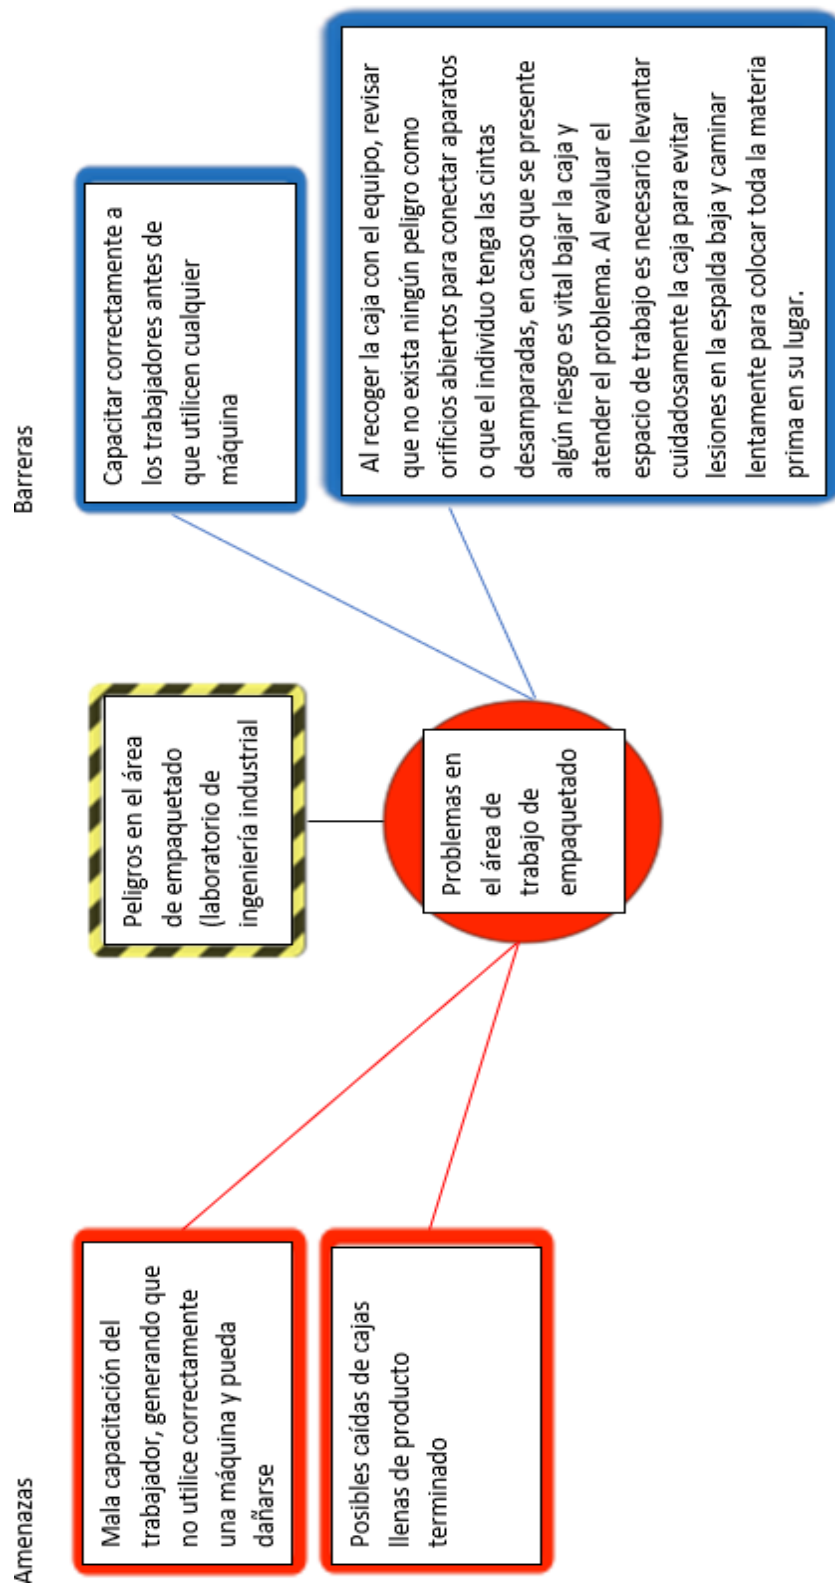 Amenazas
Barreras
Mala capacitación del
trabajador, generando que
no utilice correctamente
una máquina y pueda
dañarse
Posibles caídas de cajas
llenas de producto
terminado
Peligros en el área
de empaquetado
(laboratorio de
ingeniería industrial
Problemas en
el área de
trabajo de
empaquetado
Capacitar correctamente a
los trabajadores antes de
que utilicen cualquier
máquina
Al recoger la caja con el equipo, revisar
que no exista ningún peligro como
orificios abiertos para conectar aparatos
o que el individuo tenga las cintas
desamparadas, en caso que se presente
algún riesgo es vital bajar la caja y
atender el problema. Al evaluar el
espacio de trabajo es necesario levantar
cuidadosamente la caja para evitar
lesiones en la espalda baja y caminar
lentamente para colocar toda la materia
prima en su lugar.